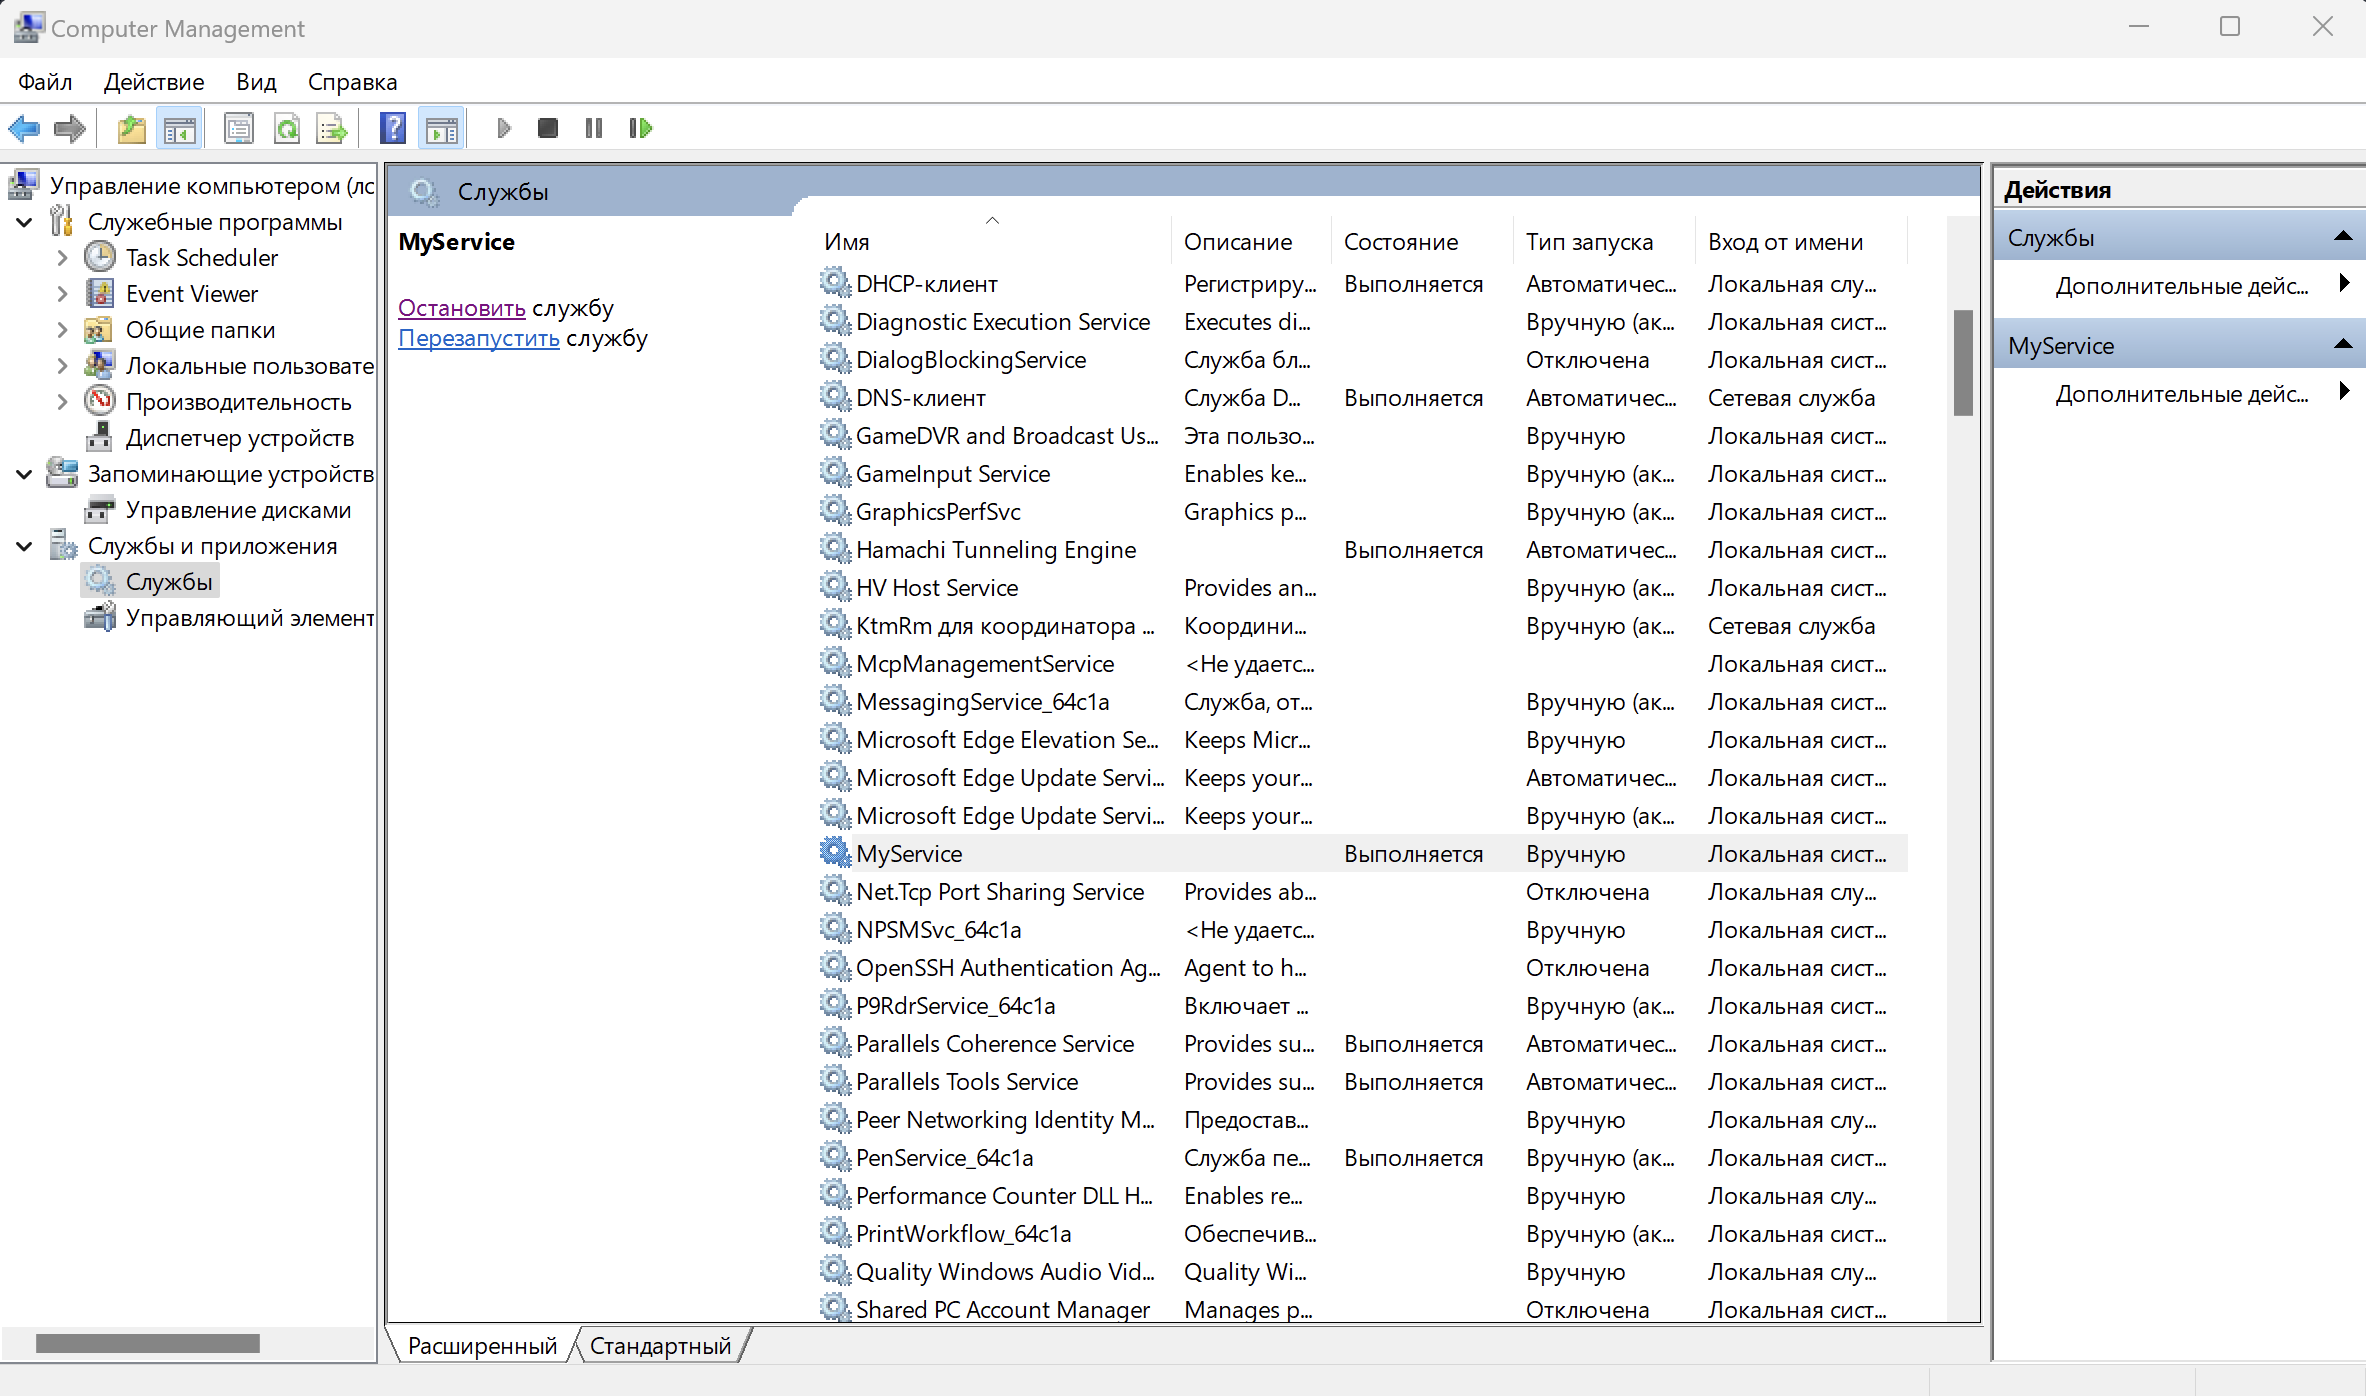 Computer Management
Файл Действие Вид Справка
Управление компьютером (лс
Служебные программы
Task Scheduler
Event Viewer
Общие папки
Локальные пользовате
Производительность
Диспетчер устройств
Запоминающие устройств
Управление дисками
Службы и приложения
Службы
Управляющий элемент
Службы
MyService
Остановить службу
Перезапустить службу
Имя Описание Состояние Тип запуска Вход от имени
DHCP-клиент Регистриру... Выполняется Автоматичес... Локальная слу...
Diagnostic Execution Service Executes di... Вручную (ак... Локальная сист...
DialogBlockingService Служба бл... Отключена Локальная сист...
DNS-клиент Служба D... Выполняется Автоматичес... Сетевая служба
GameDVR and Broadcast Us... Эта пользо... Вручную Локальная сист...
GameInput Service Enables ke... Вручную (ак... Локальная сист...
GraphicsPerfSvc Graphics p... Вручную (ак... Локальная сист...
Hamachi Tunneling Engine Выполняется Автоматичес... Локальная сист...
HV Host Service Provides an... Вручную (ак... Локальная сист...
KtmRm для координатора ... Координи... Вручную (ак... Сетевая служба
McpManagementService <Не удаетс... Локальная сист...
MessagingService_64c1a Служба, от... Вручную (ак... Локальная сист...
Microsoft Edge Elevation Se... Keeps Micr... Вручную Локальная сист...
Microsoft Edge Update Servi... Keeps your... Автоматичес... Локальная сист...
Microsoft Edge Update Servi... Keeps your... Вручную (ак... Локальная сист...
MyService Выполняется Вручную Локальная сист...
Net.Tcp Port Sharing Service Provides ab... Отключена Локальная слу...
NPSMSvc_64c1a <Не удаетс... Вручную Локальная сист...
OpenSSH Authentication Ag... Agent to h... Отключена Локальная сист...
P9RdrService_64c1a Включает ... Вручную (ак... Локальная сист...
Parallels Coherence Service Provides su... Выполняется Автоматичес... Локальная сист...
Parallels Tools Service Provides su... Выполняется Автоматичес... Локальная сист...
Peer Networking Identity M... Предостав... Вручную Локальная слу...
PenService_64c1a Служба пе... Выполняется Вручную (ак... Локальная сист...
Performance Counter DLL H... Enables re... Вручную Локальная слу...
PrintWorkflow_64c1a Обеспечив... Вручную (ак... Локальная сист...
Quality Windows Audio Vid... Quality Wi... Вручную Локальная слу...
Shared PC Account Manager Manages p... Отключена Локальная сист...
Расширенный Стандартный
Действия
Службы
Дополнительные дейс...
MyService
Дополнительные дейс...